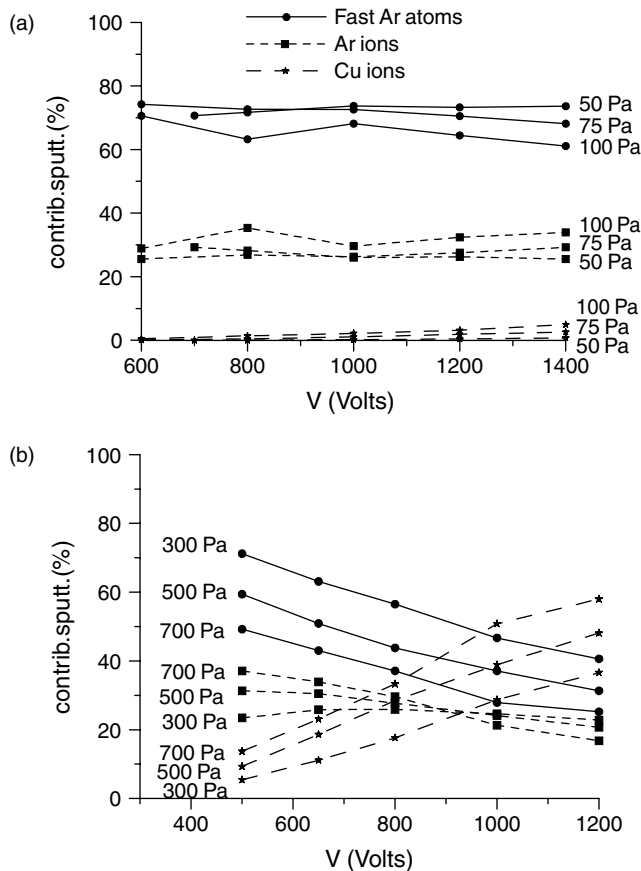 (a)
Fast Ar atoms
Ar ions
Cu ions
contrib.sputt.(%)
100
80
60
40
20
0
50 Pa
75 Pa
100 Pa
100 Pa
75 Pa
50 Pa
100 Pa
75 Pa
50 Pa
600 800 1000 1200 1400
V (Volts)
(b)
contrib.sputt.(%)
100
80
60
40
20
0
300 Pa
500 Pa
700 Pa
700 Pa
500 Pa
300 Pa
700 Pa
500 Pa
300 Pa
400 600 800 1000 1200
V (Volts)